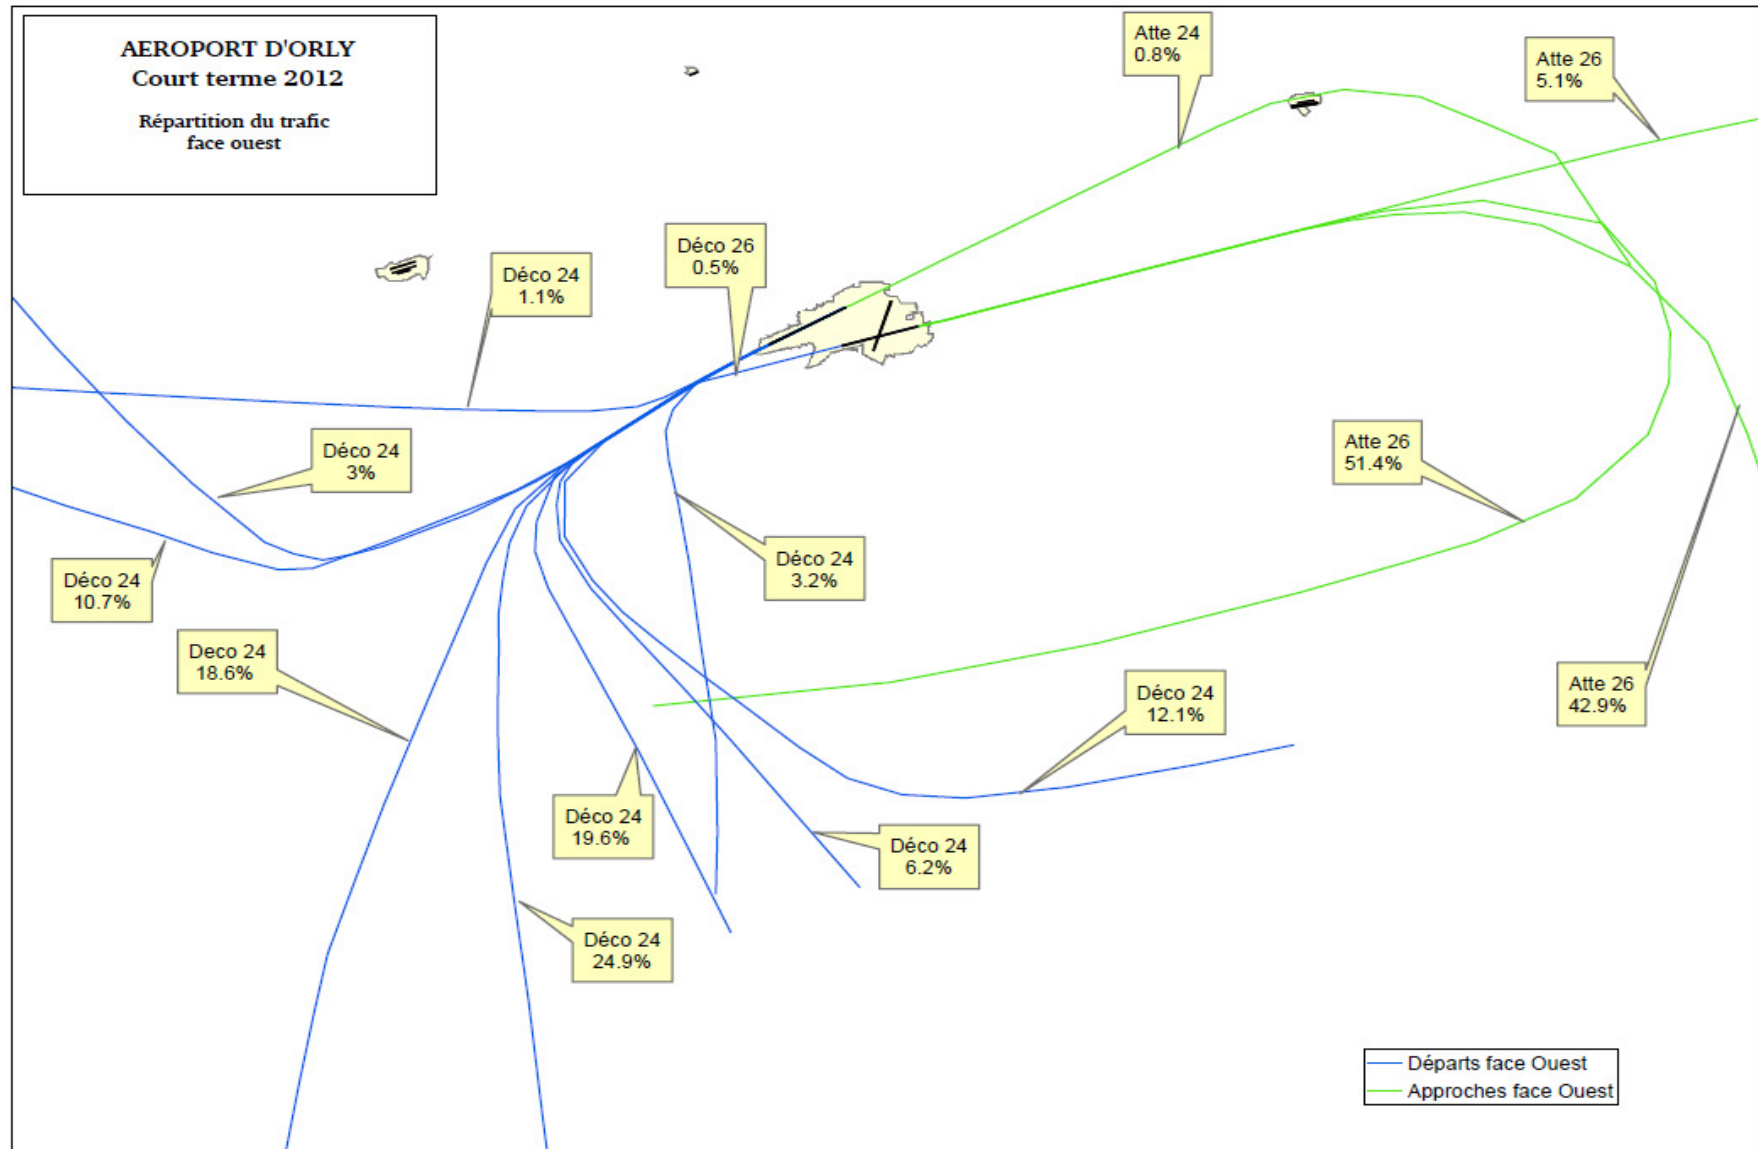 AEROPORT D'ORLY
Court terme 2012
Répartition du trafic
face ouest
Atte 24
0.8%
Atte 26
5.1%
Déco 26
0.5%
Déco 24
1.1%
Déco 24
3%
Atte 26
51.4%
Déco 24
10.7%
Déco 24
3.2%
Deco 24
18.6%
Atte 26
42.9%
Déco 24
12.1%
Déco 24
19.6%
Déco 24
6.2%
Déco 24
24.9%
Départs face Ouest
Approches face Ouest